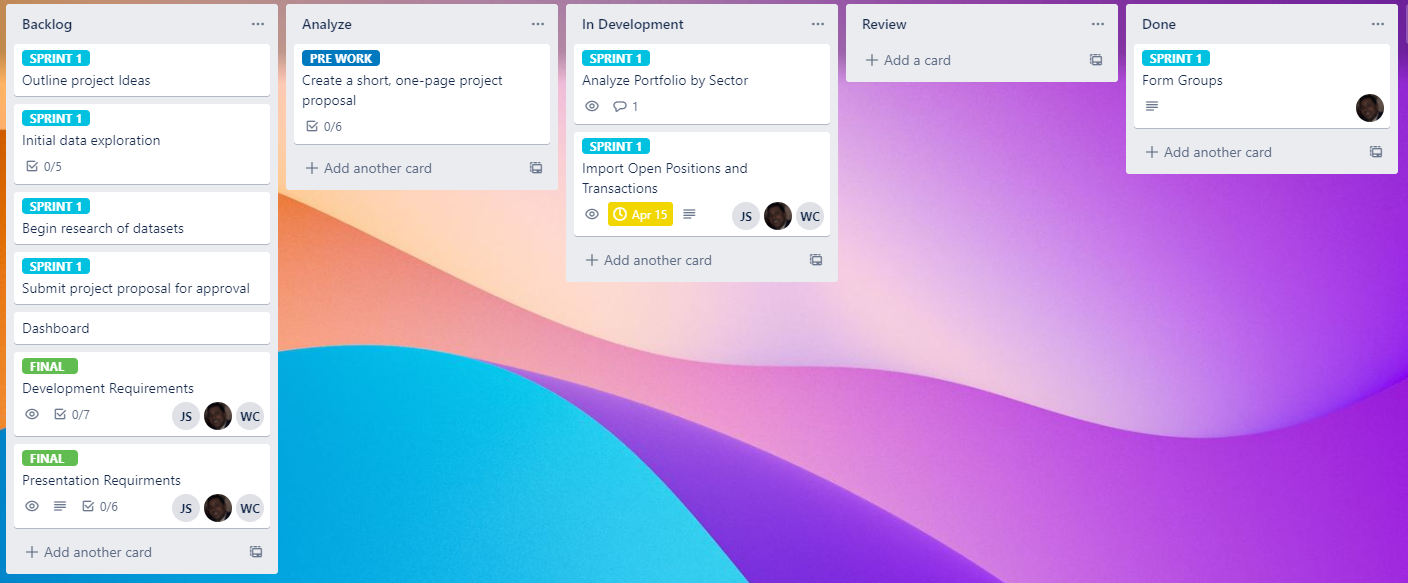 Backlog
SPRINT 1
Outline project Ideas
SPRINT 1
Initial data exploration
0/5
SPRINT 1
Begin research of datasets
SPRINT 1
Submit project proposal for approval
Dashboard
FINAL
Development Requirements
0/7 JS WC
FINAL
Presentation Requirments
0/6 JS WC
Add another card
Analyze
PRE WORK
Create a short, one-page project
proposal
0/6
Add another card
In Development
SPRINT 1
Analyze Portfolio by Sector
1
SPRINT 1
Import Open Positions and
Transactions
Apr 15 JS WC
Add another card
Review
Add a card
Done
SPRINT 1
Form Groups
Add another card